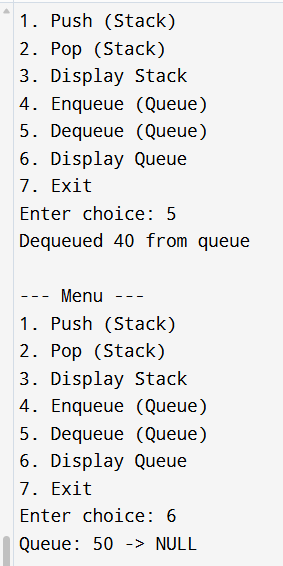 1. Push (Stack)
2. Pop (Stack)
3. Display Stack
4. Enqueue (Queue)
5. Dequeue (Queue)
6. Display Queue
7. Exit
Enter choice: 5
Dequeued 40 from queue
--- Menu ---
1. Push (Stack)
2. Pop (Stack)
3. Display Stack
4. Enqueue (Queue)
5. Dequeue (Queue)
6. Display Queue
7. Exit
Enter choice: 6
Queue: 50 -> NULL